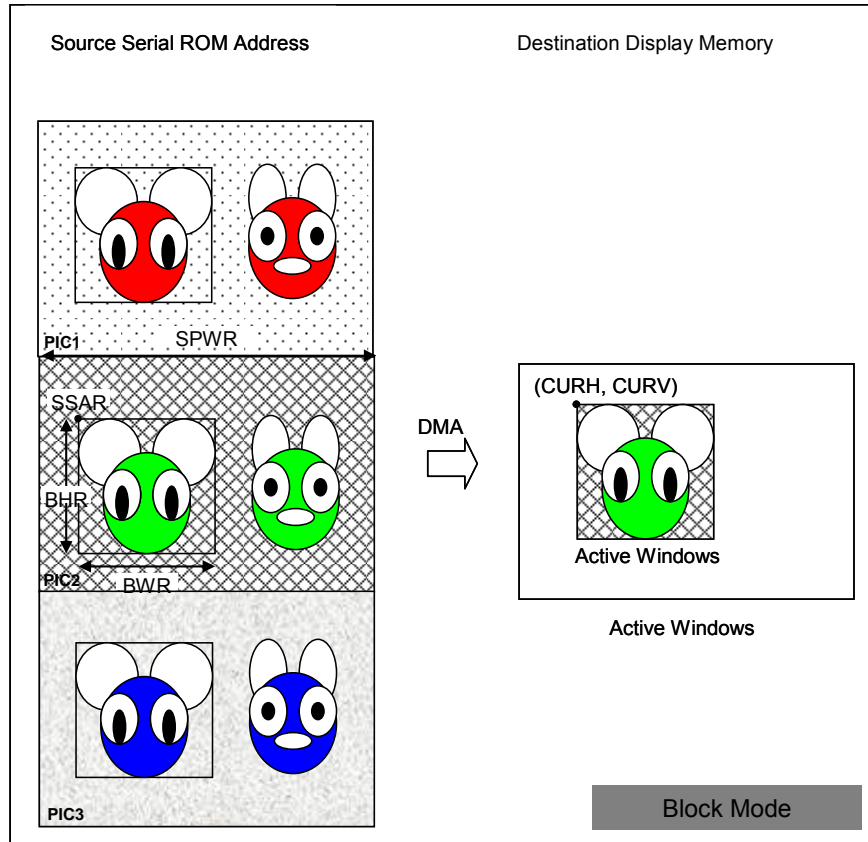 Source Serial ROM Address
Destination Display Memory
PIC1
SPWR
SSAR
BHR
PIC2
BWR
PIC3
DMA
(CURH, CURV)
Active Windows
Active Windows
Block Mode